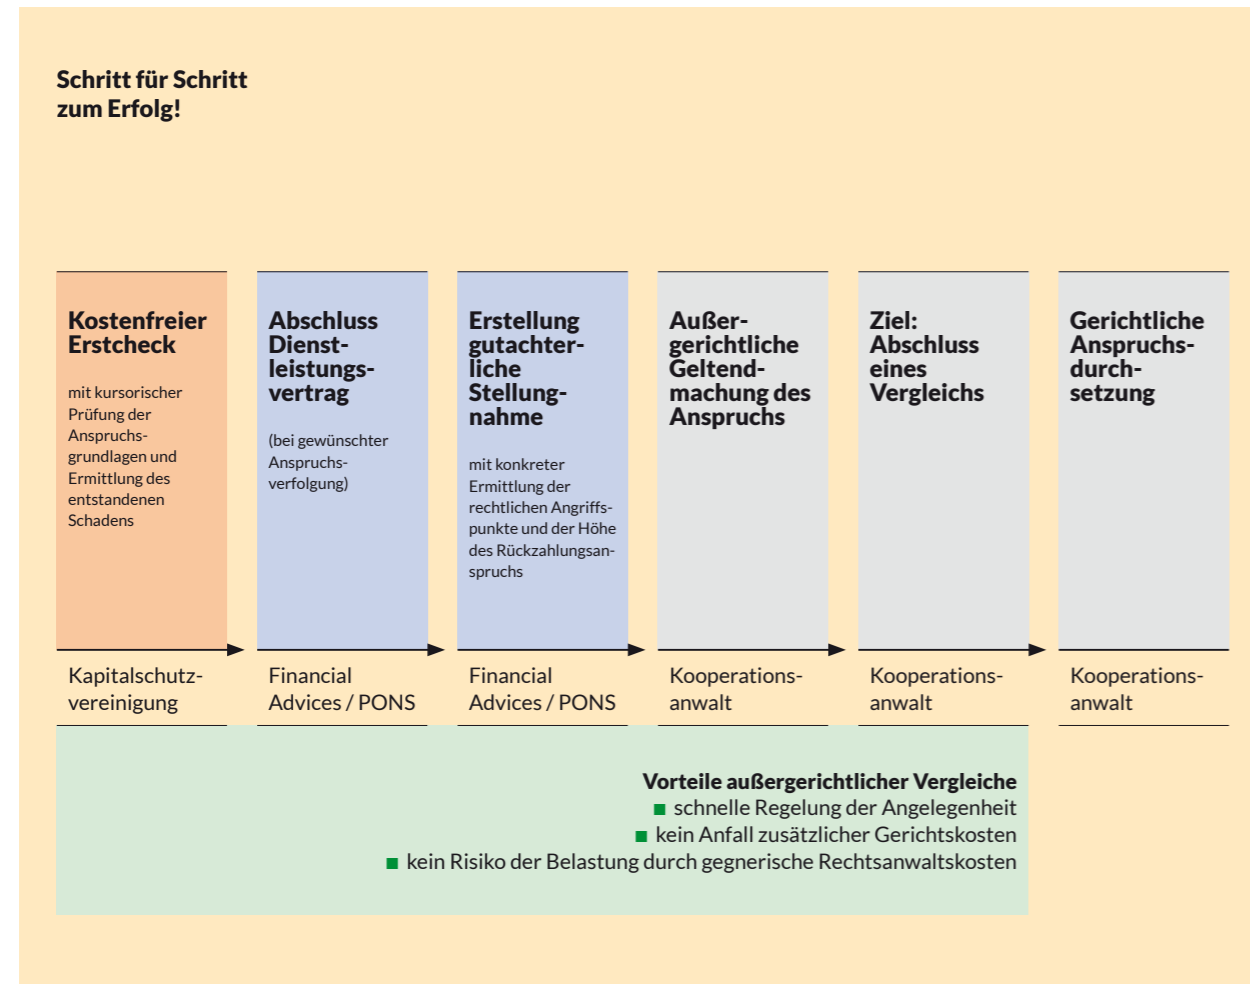 Schritt für Schritt
zum Erfolg!
Kostenfreier
Erstcheck
mit kursorischer
Prüfung der
Anspruchs-
grundlagen und
Ermittlung des
entstandenen
Schadens
Kapitalschutz-
vereinigung
Abschluss
Dienst-
leistungs-
vertrag
(bei gewünschter
Anspruchs-
verfolgung)
Financial
Advices / PONS
Erstellung
gutachter-
liche
Stellung-
nahme
mit konkreter
Ermittlung der
rechtlichen Angriffs-
punkte und der Höhe
des Rückzahlungsan-
spruchs
Financial
Advices / PONS
Außer-
gerichtliche
Geltend-
machung des
Anspruchs
Kooperations-
anwalt
Ziel:
Abschluss
eines
Vergleichs
Kooperations-
anwalt
Gerichtliche
Anspruchs-
durch-
setzung
Kooperations-
anwalt
Vorteile außergerichtlicher Vergleiche
■ schnelle Regelung der Angelegenheit
■ kein Anfall zusätzlicher Gerichtskosten
■ kein Risiko der Belastung durch gegnerische Rechtsanwaltskosten